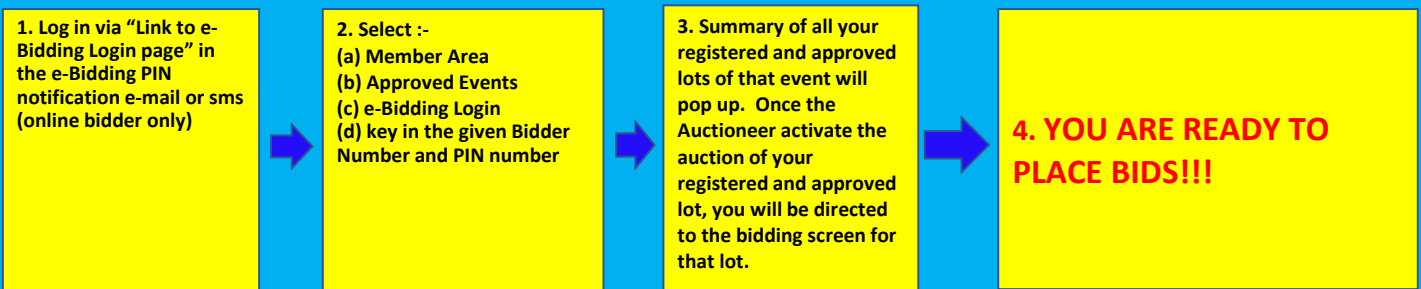 1. Log in via “Link to e-
Bidding Login page” in
the e-Bidding PIN
notification e-mail or sms
(online bidder only)
2. Select :-
(a) Member Area
(b) Approved Events
(c) e-Bidding Login
(d) key in the given Bidder
Number and PIN number
3. Summary of all your
registered and approved
lots of that event will
pop up. Once the
Auctioneer activate the
auction of your
registered and approved
lot, you will be directed
to the bidding screen for
that lot.
4. YOU ARE READY TO
PLACE BIDS!!!